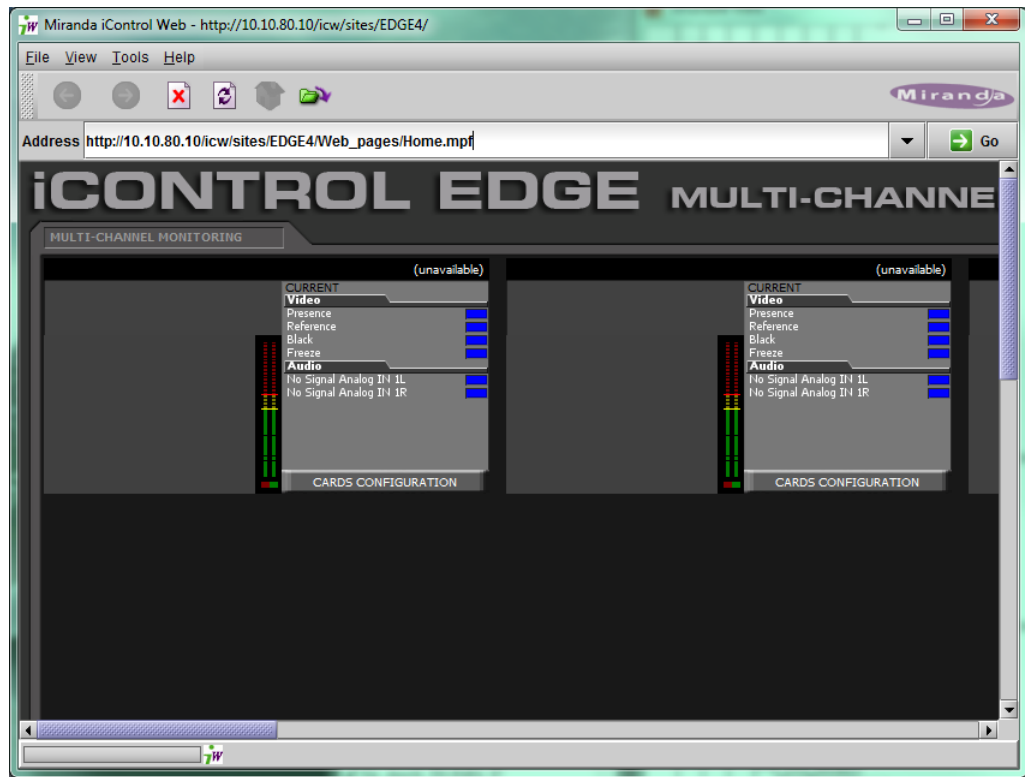 Miranda iControl Web - http://10.10.80.10/icw/sites/EDGE4/
File View Tools Help
Miranda
Address http://10.10.80.10/icw/sites/EDGE4/Web_pages/Home.mpf Go
iCONTROL EDGE MULTI-CHANNE
MULTI-CHANNEL MONITORING
(unavailable) (unavailable)
CURRENT CURRENT
Video Video
Presence Presence
Reference Reference
Black Black
Freeze Freeze
Audio Audio
No Signal Analog IN 1L No Signal Analog IN 1L
No Signal Analog IN 1R No Signal Analog IN 1R
CARDS CONFIGURATION CARDS CONFIGURATION
iW